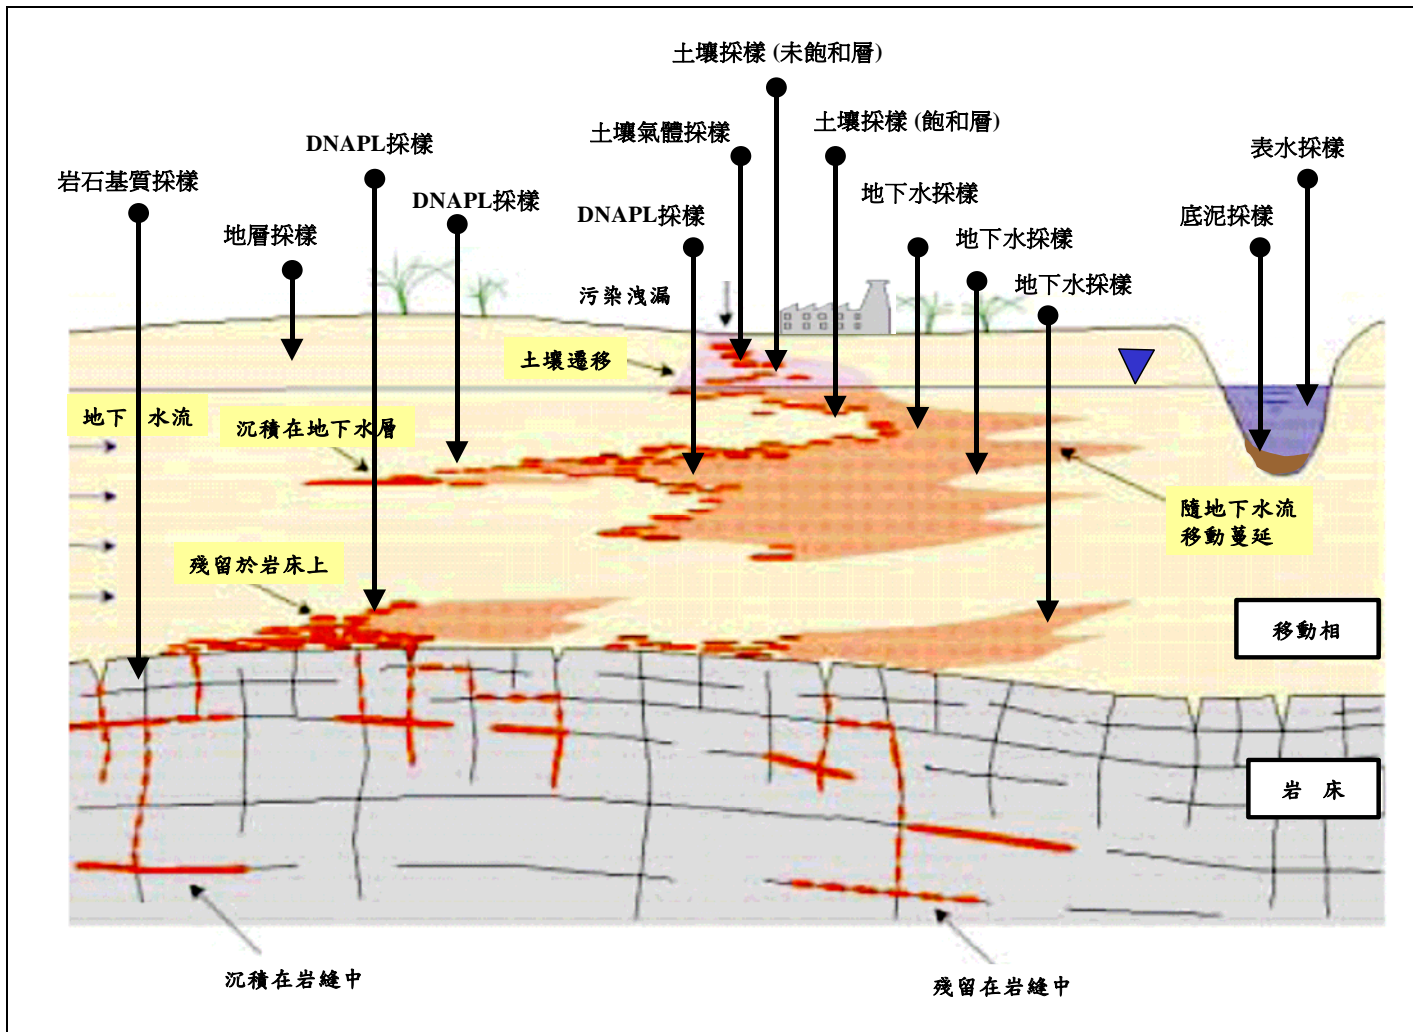 土壤採樣 (未飽和層)
土壤氣體採樣
土壤採樣 (飽和層)
DNAPL採樣
表水採樣
岩石基質採樣
DNAPL採樣
DNAPL採樣
地下水採樣
底泥採樣
地層採樣
地下水採樣
地下水採樣
污染洩漏
土壤遷移
地下水流
沉積在地下水層
隨地下水流
移動蔓延
殘留於岩床上
移動相
岩 床
沉積在岩縫中
殘留在岩縫中